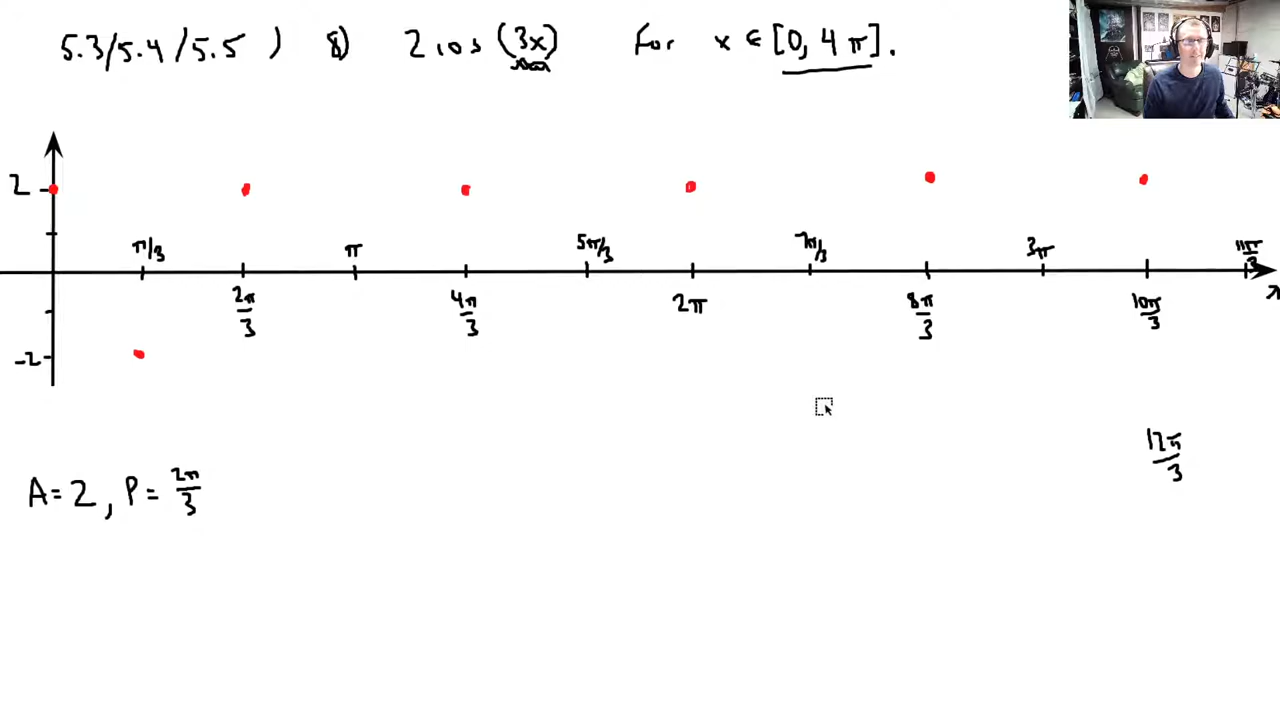 5.3/5.4/5.5 ) 8) 2 cos (3x) For x ∈ [0, 4π].
2
π/3 π 5π/3 7π/3 3π 11π/3
2π/3 4π/3 2π 8π/3 10π/3 x
-2
12π/3
A = 2, P = 2π/3